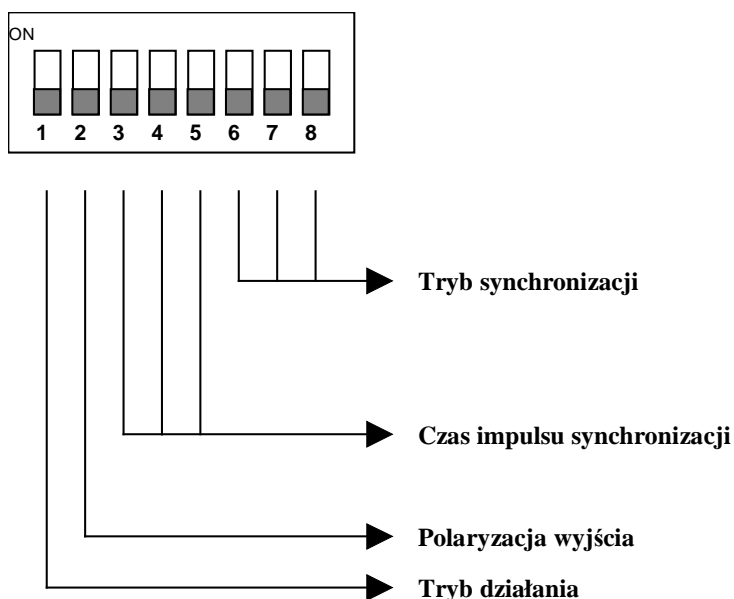 ON
1 2 3 4 5 6 7 8
Tryb synchronizacji
Czas impulsu synchronizacji
Polaryzacja wyjścia
Tryb działania